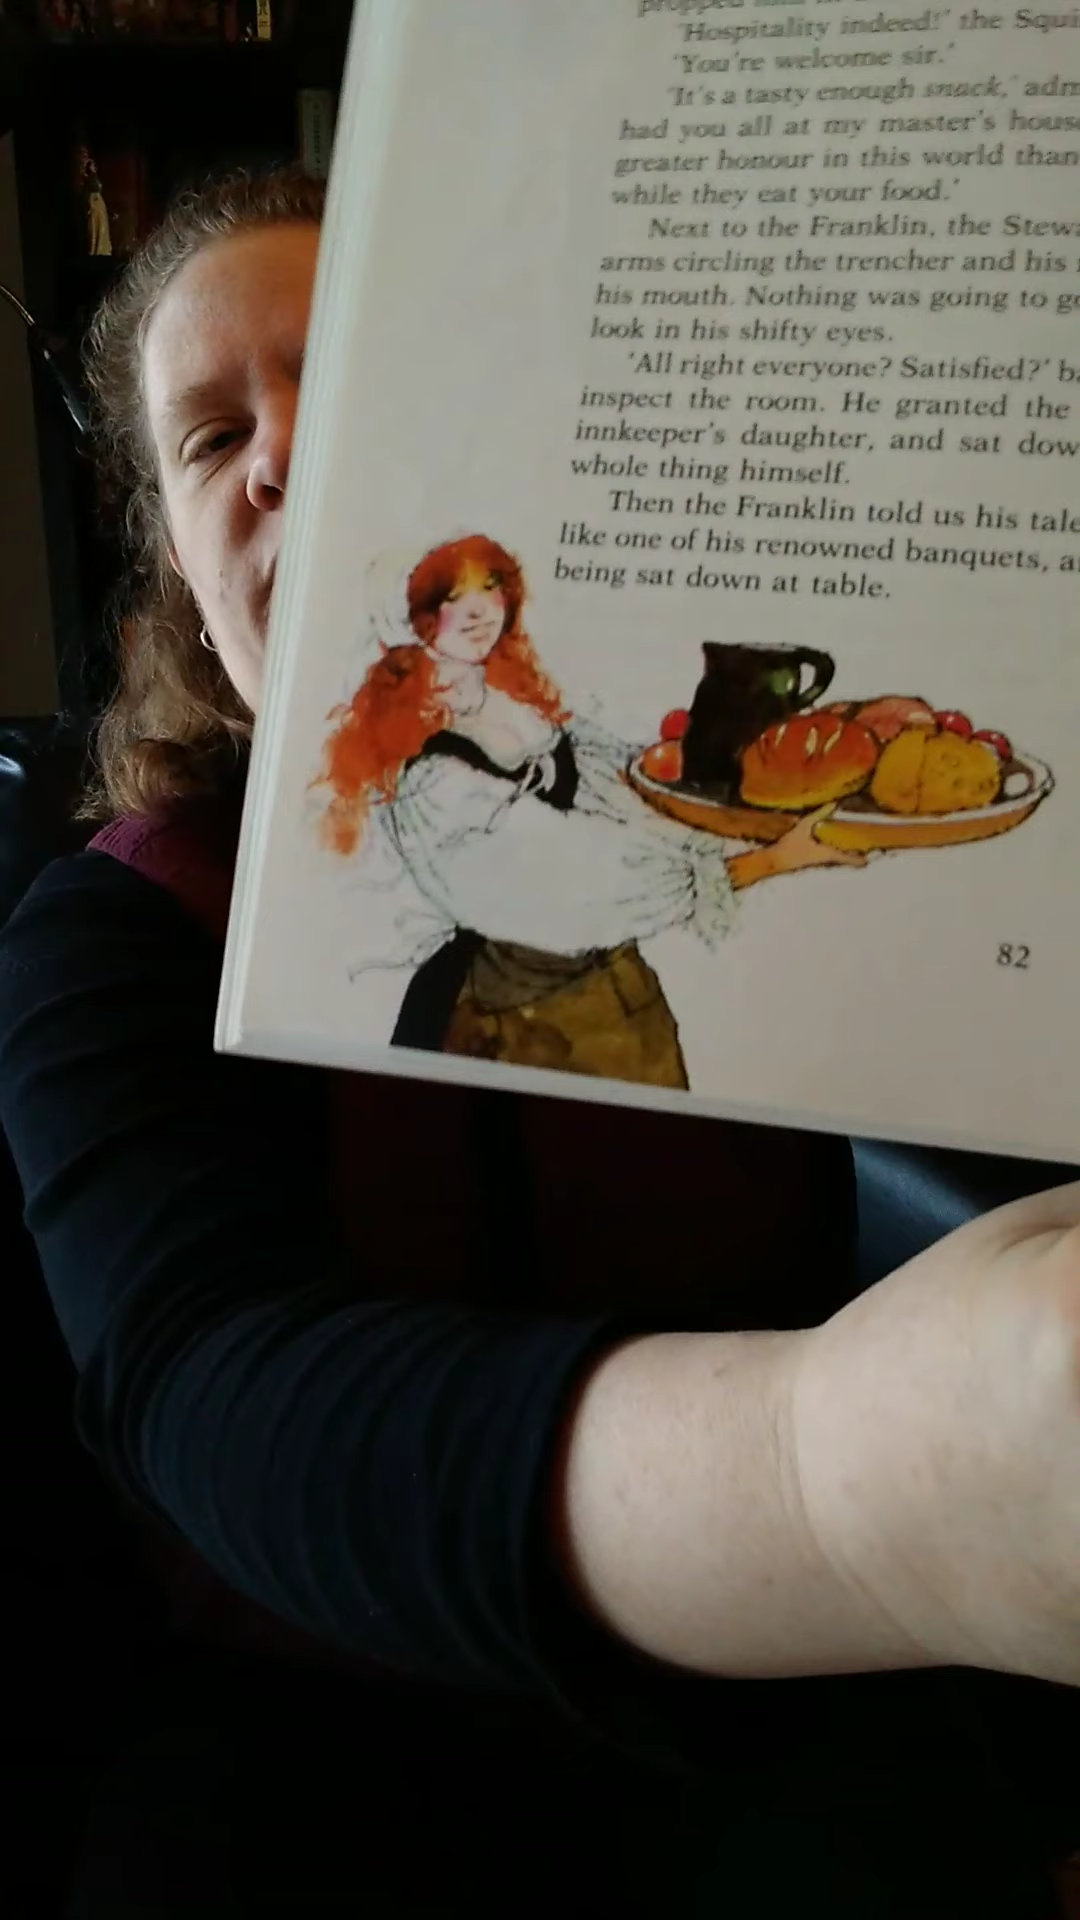 propped
'Hospitality indeed!' the Squi
'You're welcome sir.'
'It's a tasty enough snack,' adm
had you all at my master's hous
greater honour in this world than
while they eat your food.'
Next to the Franklin, the Stew
arms circling the trencher and his
his mouth. Nothing was going to g
look in his shifty eyes.
'All right everyone? Satisfied?' b
inspect the room. He granted the
innkeeper's daughter, and sat dow
whole thing himself.
Then the Franklin told us his tale
like one of his renowned banquets, a
being sat down at table.
82